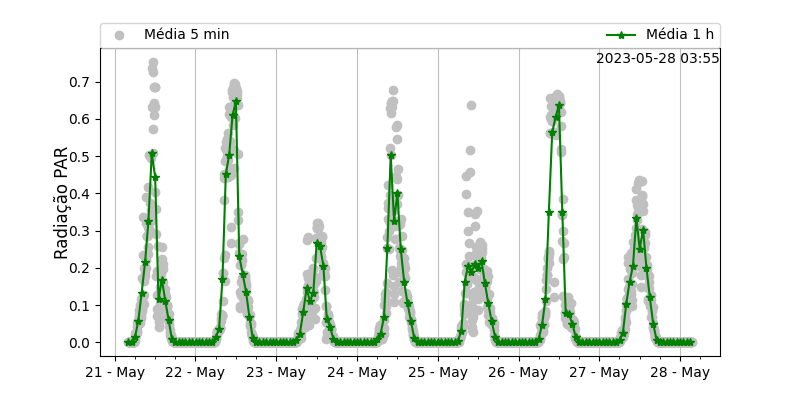 Média 5 min
Média 1 h
2023-05-28 03:55
Radiação PAR
0.7
0.6
0.5
0.4
0.3
0.2
0.1
0.0
21 - May
22 - May
23 - May
24 - May
25 - May
26 - May
27 - May
28 - May